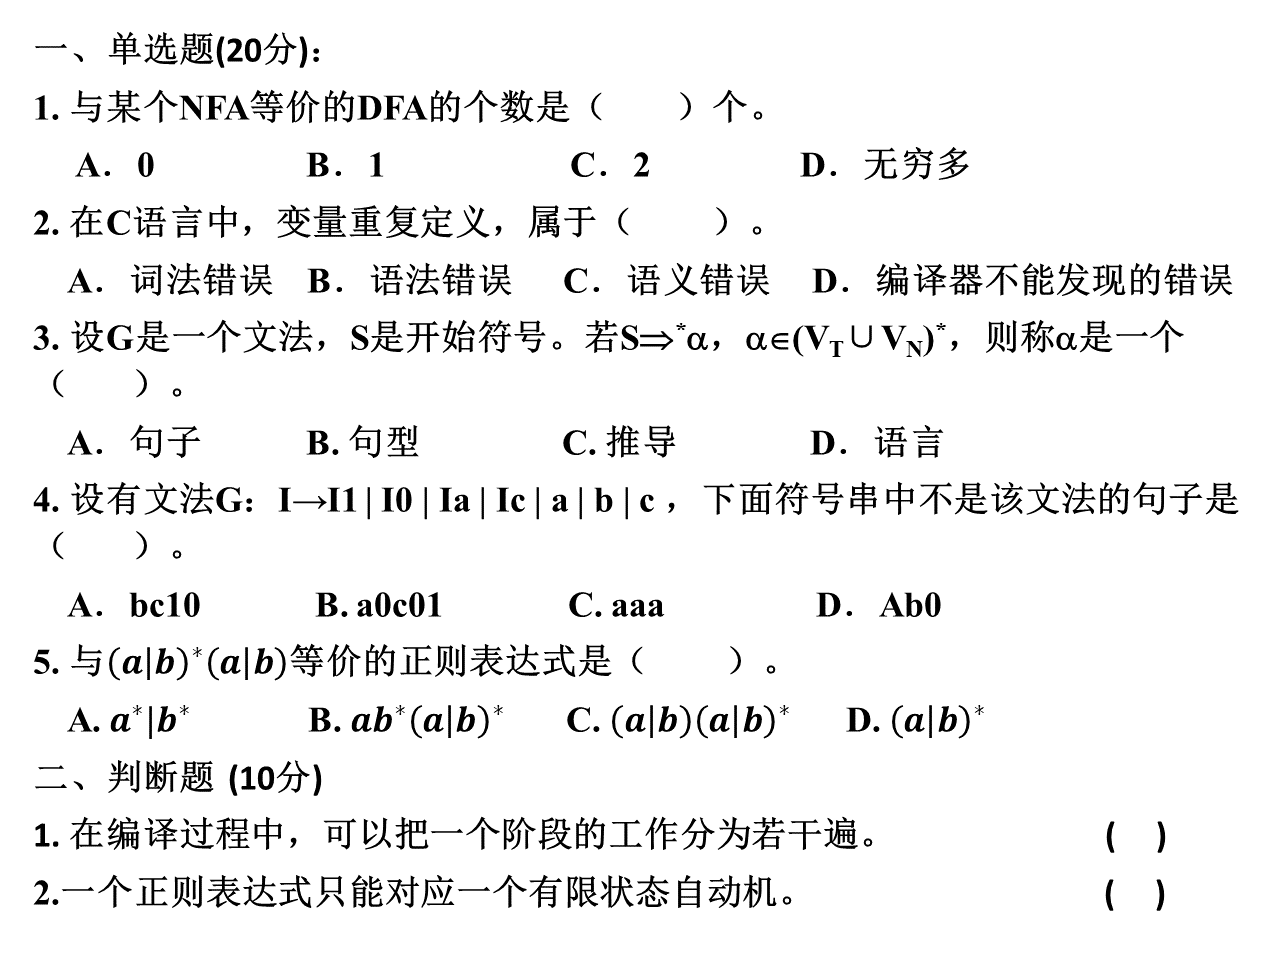 一、单选题(20分)：
1. 与某个NFA等价的DFA的个数是（　　）个。
A．0　B．1　C．2　D．无穷多
2. 在C语言中，变量重复定义，属于（　　）。
A．词法错误　B．语法错误　C．语义错误　D．编译器不能发现的错误
3. 设G是一个文法，S是开始符号。若S⇒*α，α∈(V_T∪V_N)*，则称α是一个
（　　）。
A．句子　B. 句型　C. 推导　D．语言
4. 设有文法G：I→I1 | I0 | Ia | Ic | a | b | c，下面符号串中不是该文法的句子是
（　　）。
A．bc10　B. a0c01　C. aaa　D．Ab0
5. 与(a|b)*(a|b)等价的正则表达式是（　　）。
A. a*|b*　B. ab*(a|b)*　C. (a|b)(a|b)*　D. (a|b)*
二、判断题 (10分)
1. 在编译过程中，可以把一个阶段的工作分为若干遍。 (　)
2.一个正则表达式只能对应一个有限状态自动机。 (　)